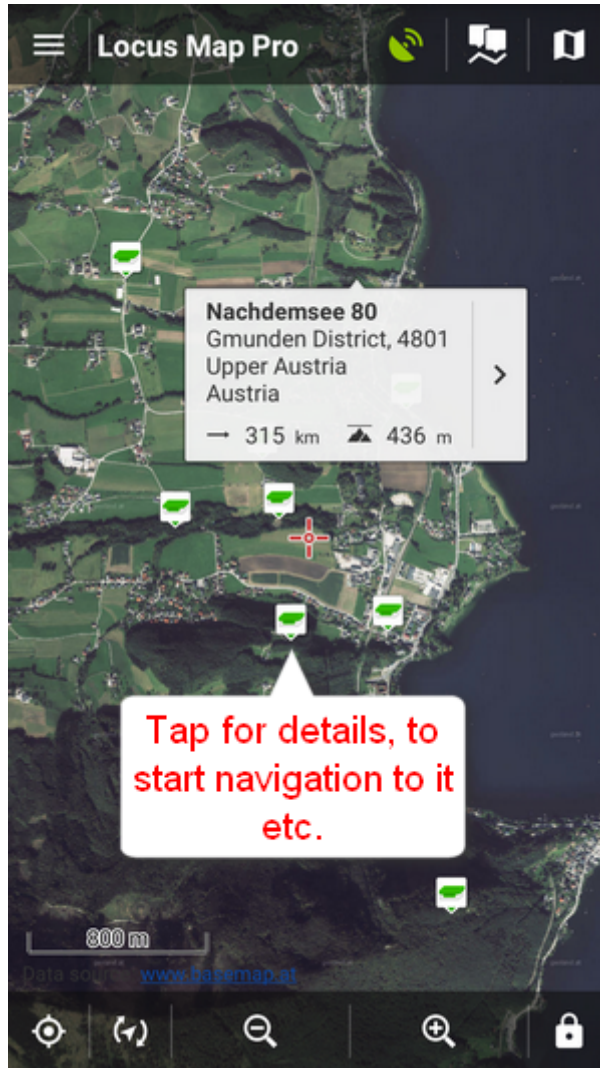 Locus Map Pro
Nachdemsee 80
Gmunden District, 4801
Upper Austria
Austria
315 km 436 m
Tap for details, to
start navigation to it
etc.
800 m
Data source: www.basemap.at